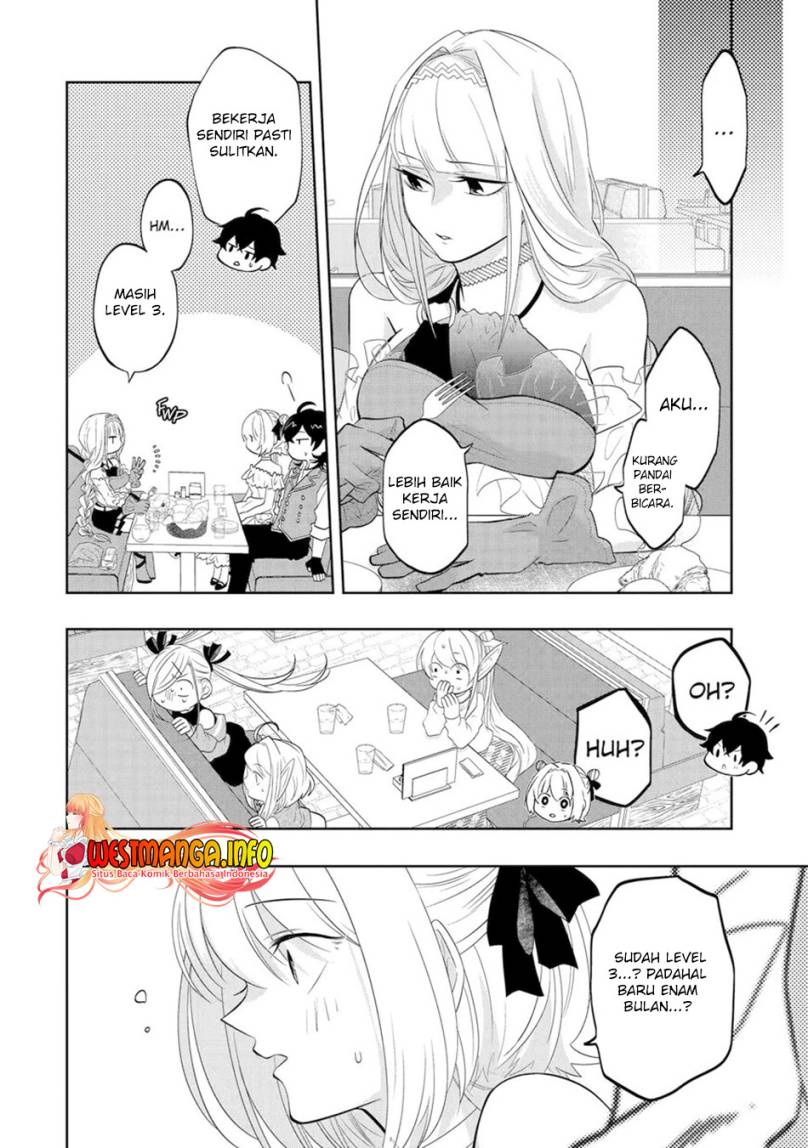 ...
AKU...
KURANG
PANDAI
BER-
BICARA.
LEBIH BAIK
KERJA
SENDIRI...
BEKERJA
SENDIRI PASTI
SULITKAN.
HM...
MASIH
LEVEL 3.
FWP
OH?
HUH?
WESTMANGA.INFO
Situs Baca Komik Berbahasa Indonesia
SUDAH LEVEL
3...? PADAHAL
BARU ENAM
BULAN...?